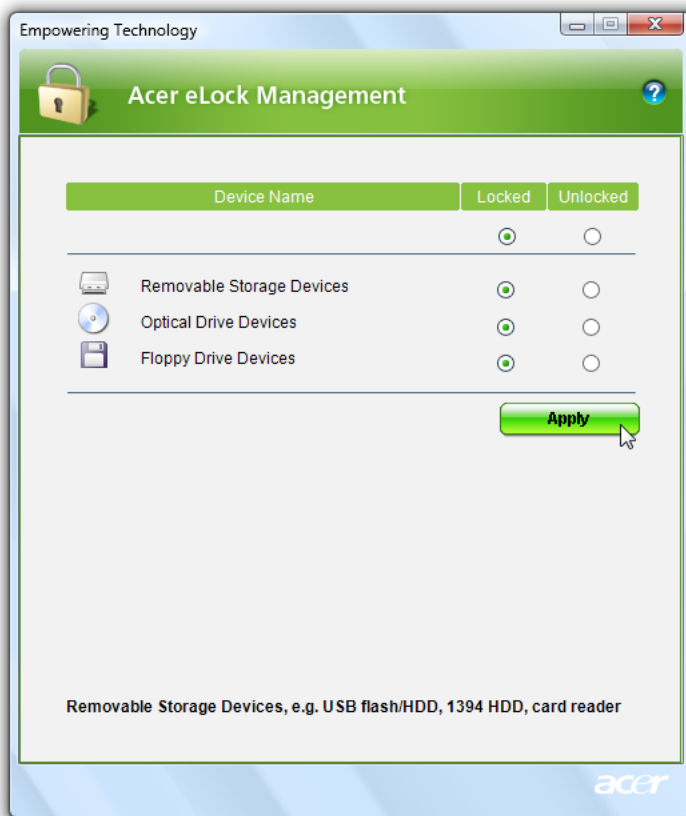 Empowering Technology
Acer eLock Management
?
Device Name Locked Unlocked
Removable Storage Devices
Optical Drive Devices
Floppy Drive Devices
Apply
Removable Storage Devices, e.g. USB flash/HDD, 1394 HDD, card reader
acer